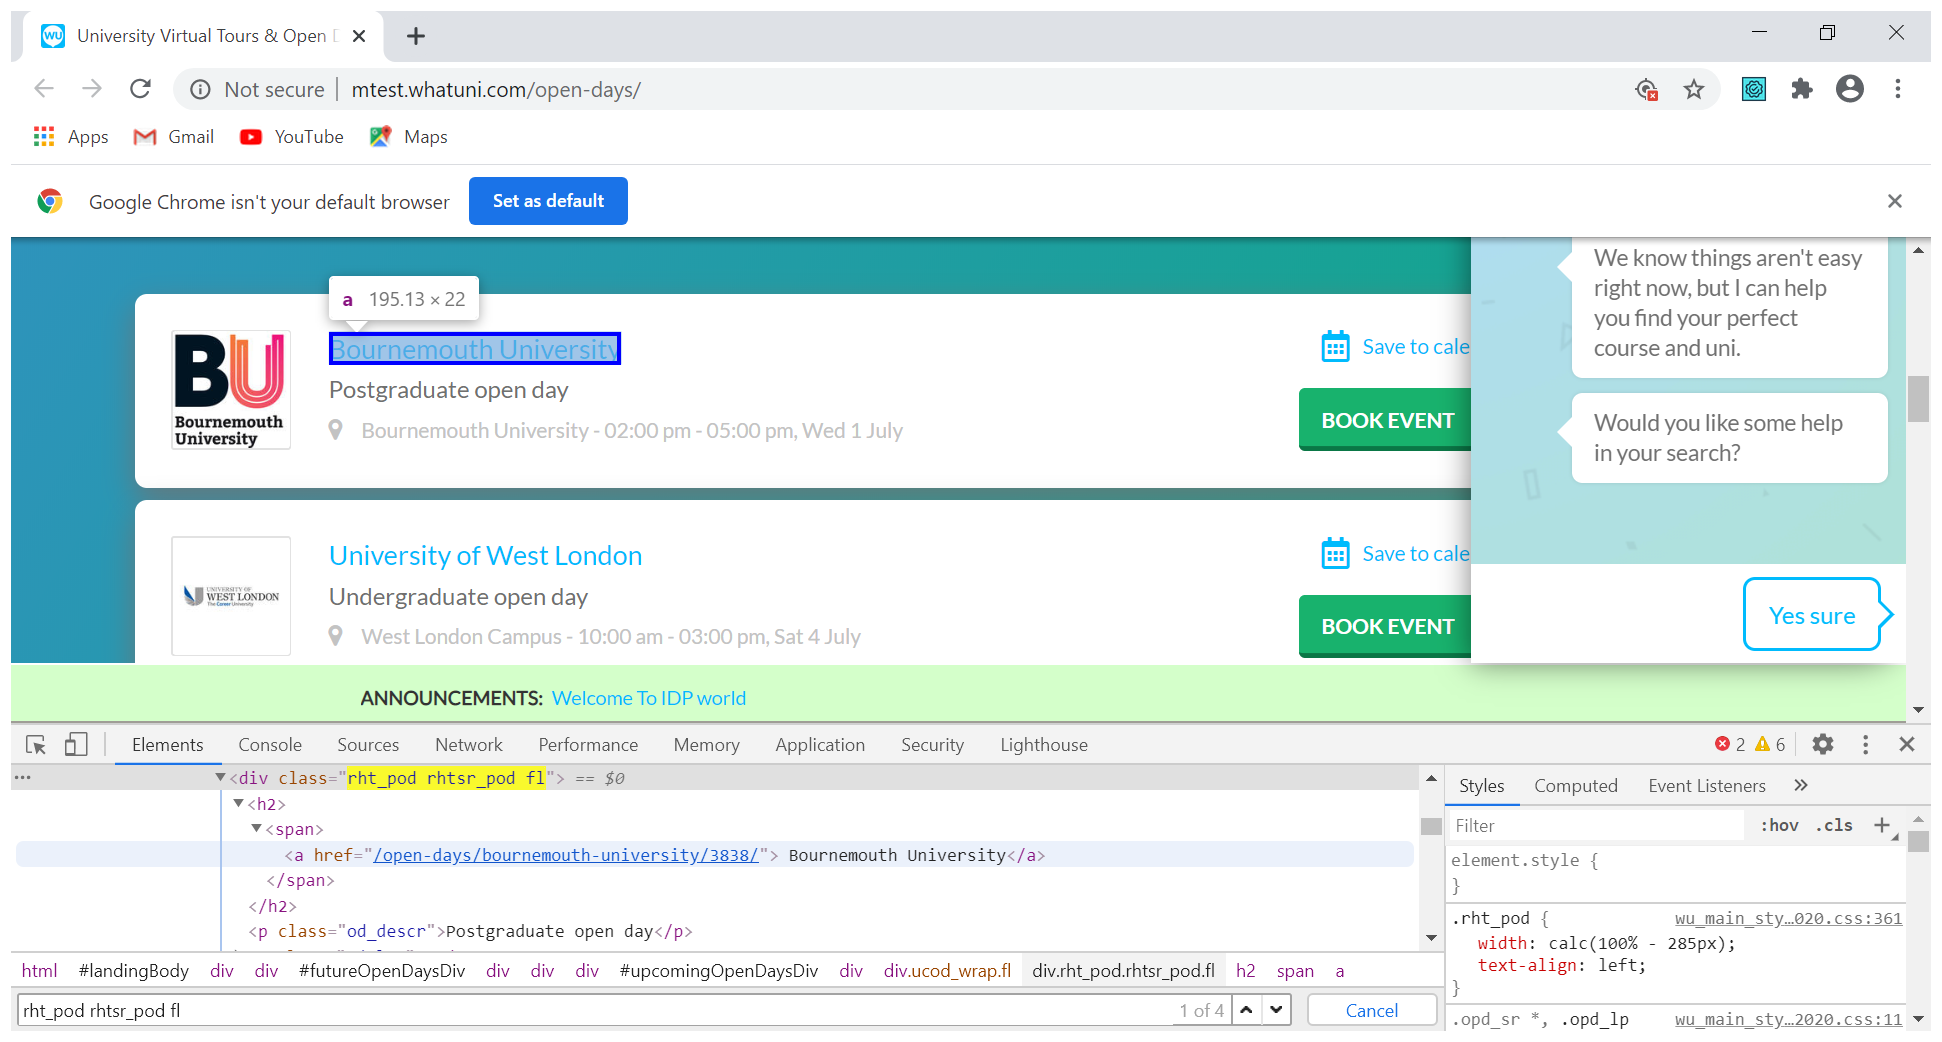 University Virtual Tours & Open D
Not secure | mtest.whatuni.com/open-days/
Apps Gmail YouTube Maps
Google Chrome isn't your default browser Set as default
a 195.13 × 22
Bournemouth University
Postgraduate open day
Bournemouth University - 02:00 pm - 05:00 pm, Wed 1 July
BU
Bournemouth
University
Save to cale
BOOK EVENT
We know things aren't easy
right now, but I can help
you find your perfect
course and uni.
Would you like some help
in your search?
Yes sure
UNIVERSITY OF
WEST LONDON
The Career University
University of West London
Undergraduate open day
West London Campus - 10:00 am - 03:00 pm, Sat 4 July
Save to cale
BOOK EVENT
ANNOUNCEMENTS: Welcome To IDP world
Elements Console Sources Network Performance Memory Application Security Lighthouse 2 6
<div class="rht_pod rhtsr_pod fl"> == $0
<h2>
<span>
<a href="/open-days/bournemouth-university/3838/"> Bournemouth University</a>
</span>
</h2>
<p class="od_descr">Postgraduate open day</p>
html #landingBody div div #futureOpenDaysDiv div div div #upcomingOpenDaysDiv div div.ucod_wrap.fl div.rht_pod.rhtsr_pod.fl h2 span a
rht_pod rhtsr_pod fl 1 of 4 Cancel
Styles Computed Event Listeners »
Filter :hov .cls +
element.style {
}
.rht_pod { wu_main_sty…020.css:361
width: calc(100% - 285px);
text-align: left;
}
.opd_sr *, .opd_lp wu_main_sty…2020.css:11